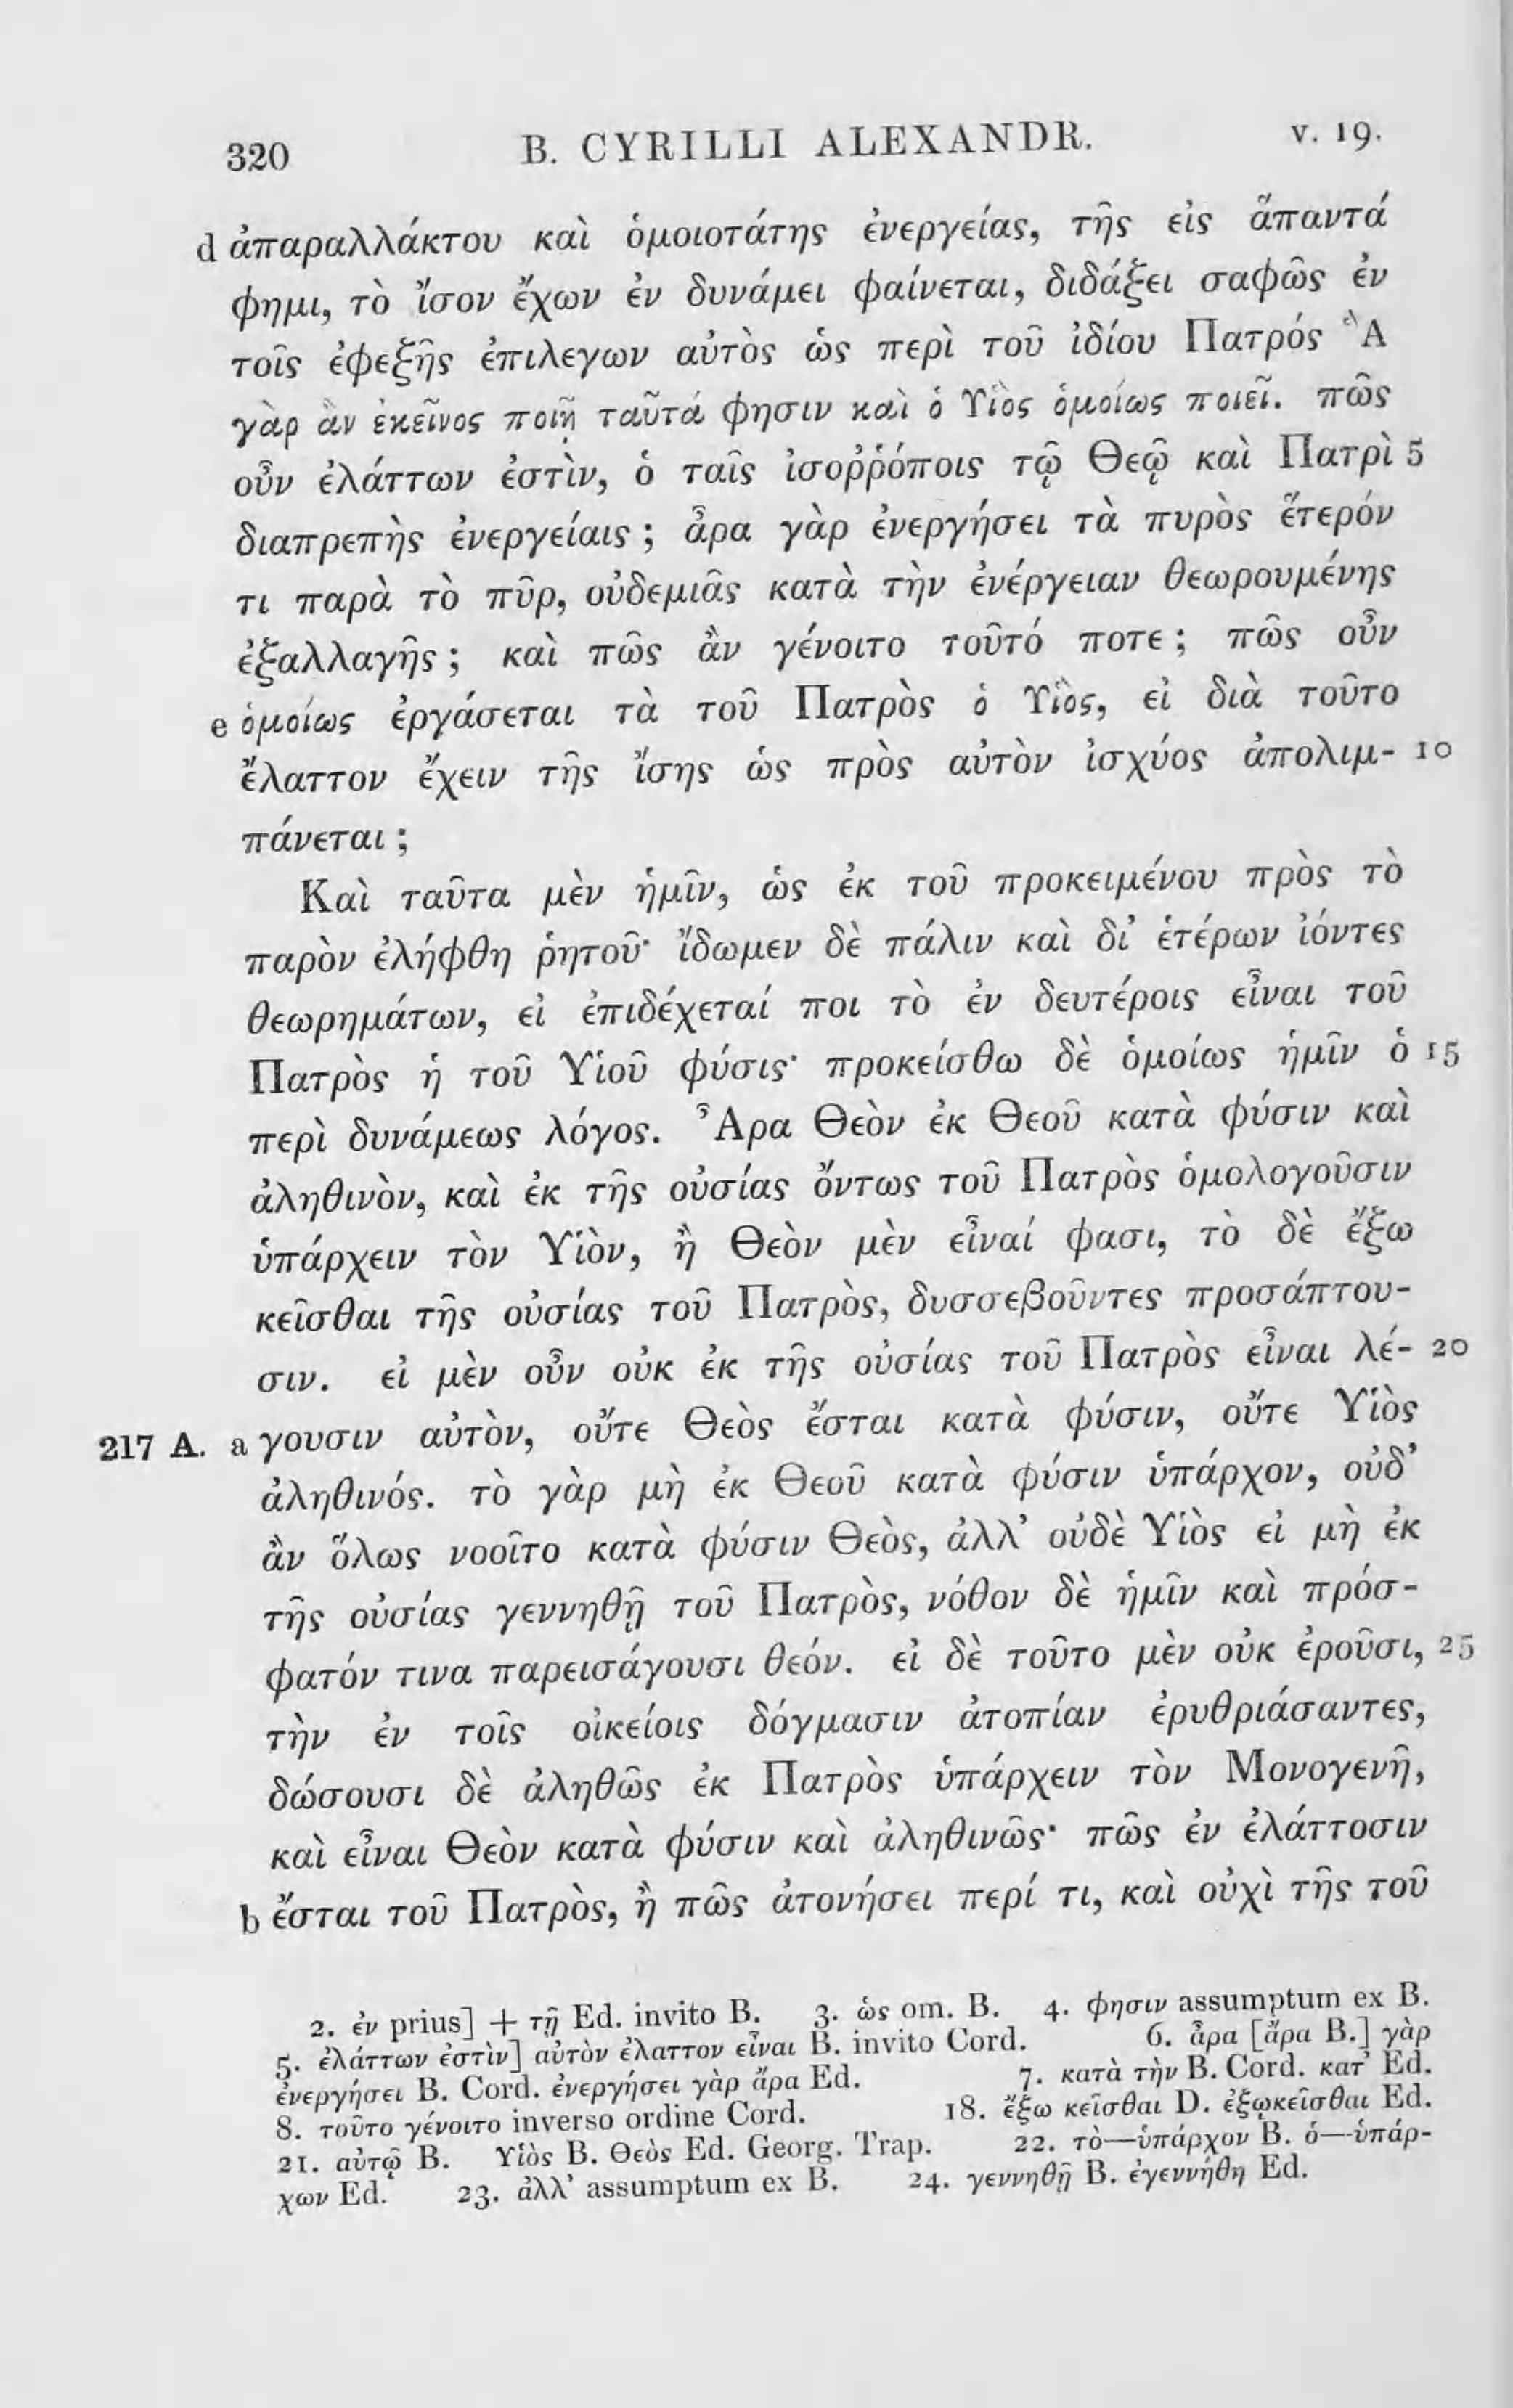 320 B. CYRILLI ALEXANDR. v. 19.
d ἀπαραλλάκτου καὶ ὁμοιοτάτης ἐνεργείας, τῆς εἰς ἅπαντά
φημι, τὸ ἴσον ἔχων ἐν δυνάμει φαίνεται, διδάξει σαφῶς ἐν
τοῖς ἐφεξῆς ἐπιλεγων αὐτὸς ὡς περὶ τοῦ ἰδίου Πατρός Ἃ
γὰρ ἂν ἐκεῖνος ποιῇ ταῦτά φησιν καὶ ὁ Υἱὸς ὁμοίως ποιεῖ. πῶς
οὖν ἐλάττων ἐστὶν, ὁ ταῖς ἰσοῤῥόποις τῷ Θεῷ καὶ Πατρὶ 5
διαπρεπὴς ἐνεργείαις ; ἆρα γὰρ ἐνεργήσει τὰ πυρὸς ἕτερόν
τι παρὰ τὸ πῦρ, οὐδεμιᾶς κατὰ τὴν ἐνέργειαν θεωρουμένης
ἐξαλλαγῆς ; καὶ πῶς ἂν γένοιτο τοῦτό ποτε ; πῶς οὖν
e ὁμοίως ἐργάσεται τὰ τοῦ Πατρὸς ὁ Υἱὸς, εἰ διὰ τοῦτο
ἔλαττον ἔχειν τῆς ἴσης ὡς πρὸς αὐτὸν ἰσχύος ἀπολιμ- 10
πάνεται ;
Καὶ ταῦτα μὲν ἡμῖν, ὡς ἐκ τοῦ προκειμένου πρὸς τὸ
παρὸν ἐλήφθη ῥητοῦ· ἴδωμεν δὲ πάλιν καὶ δι’ ἑτέρων ἰόντες
θεωρημάτων, εἰ ἐπιδέχεταί ποι τὸ ἐν δευτέροις εἶναι τοῦ
Πατρὸς ἡ τοῦ Υἱοῦ φύσις· προκείσθω δὲ ὁμοίως ἡμῖν ὁ 15
περὶ δυνάμεως λόγος. Ἆρα Θεὸν ἐκ Θεοῦ κατὰ φύσιν καὶ
ἀληθινὸν, καὶ ἐκ τῆς οὐσίας ὄντως τοῦ Πατρὸς ὁμολογοῦσιν
ὑπάρχειν τὸν Υἱὸν, ἢ Θεὸν μὲν εἶναί φασι, τὸ δὲ ἔξω
κεῖσθαι τῆς οὐσίας τοῦ Πατρὸς, δυσσεβοῦντες προσάπτου-
σιν. εἰ μὲν οὖν οὐκ ἐκ τῆς οὐσίας τοῦ Πατρὸς εἶναι λέ- 20
217 A. a γουσιν αὐτὸν, οὔτε Θεὸς ἔσται κατὰ φύσιν, οὔτε Υἱὸς
ἀληθινός. τὸ γὰρ μὴ ἐκ Θεοῦ κατὰ φύσιν ὑπάρχον, οὐδ’
ἂν ὅλως νοοῖτο κατὰ φύσιν Θεὸς, ἀλλ’ οὐδὲ Υἱὸς εἰ μὴ ἐκ
τῆς οὐσίας γεννηθῇ τοῦ Πατρὸς, νόθον δὲ ἡμῖν καὶ πρόσ-
φατόν τινα παρεισάγουσι θεόν. εἰ δὲ τοῦτο μὲν οὐκ ἐροῦσι, 25
τὴν ἐν τοῖς οἰκείοις δόγμασιν ἀτοπίαν ἐρυθριάσαντες,
δώσουσι δὲ ἀληθῶς ἐκ Πατρὸς ὑπάρχειν τὸν Μονογενῆ,
καὶ εἶναι Θεὸν κατὰ φύσιν καὶ ἀληθινῶς· πῶς ἐν ἐλάττοσιν
b ἔσται τοῦ Πατρὸς, ἢ πῶς ἀτονήσει περί τι, καὶ οὐχὶ τῆς τοῦ
2. ἐν prius] + τῇ Ed. invito B. 3. ὡς om. B. 4. φησιν assumptum ex B.
5. ἐλάττων ἐστὶν] αὐτὸν ἔλαττον εἶναι B. invito Cord. 6. ἆρα [ἄρα B.] γὰρ
ἐνεργήσει B. Cord. ἐνεργήσει γὰρ ἄρα Ed. 7. κατὰ τὴν B. Cord. κατ’ Ed.
8. τοῦτο γένοιτο inverso ordine Cord. 18. ἔξω κεῖσθαι D. ἐξῳκεῖσθαι Ed.
21. αὐτῷ B. Υἱὸς B. Θεὸς Ed. Georg. Trap. 22. τὸ—ὑπάρχον B. ὁ—ὑπάρ-
χων Ed. 23. ἀλλ’ assumptum ex B. 24. γεννηθῇ B. ἐγεννήθη Ed.